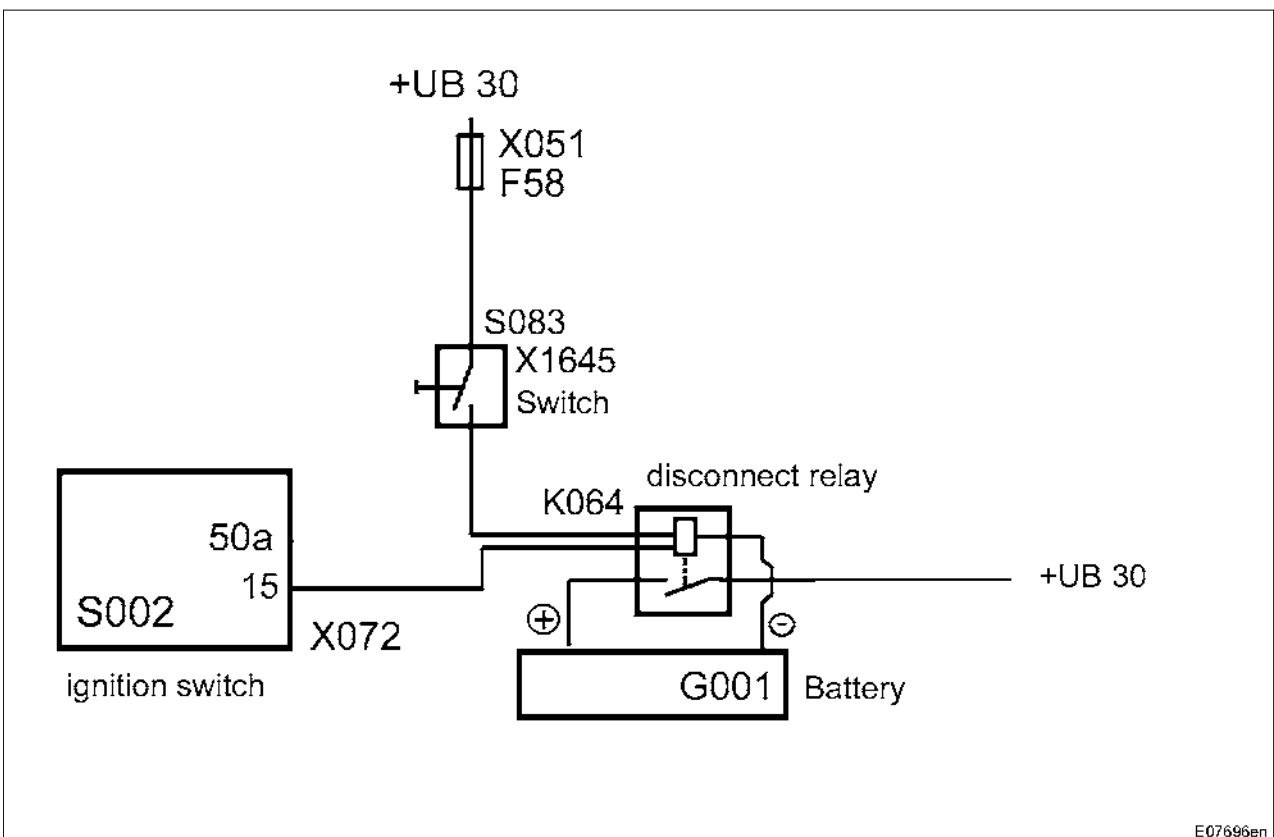 +UB 30
X051
F58
S083
X1645
Switch
disconnect relay
K064
50a
15
S002
X072
ignition switch
+
-
+UB 30
G001
Battery
E07696en